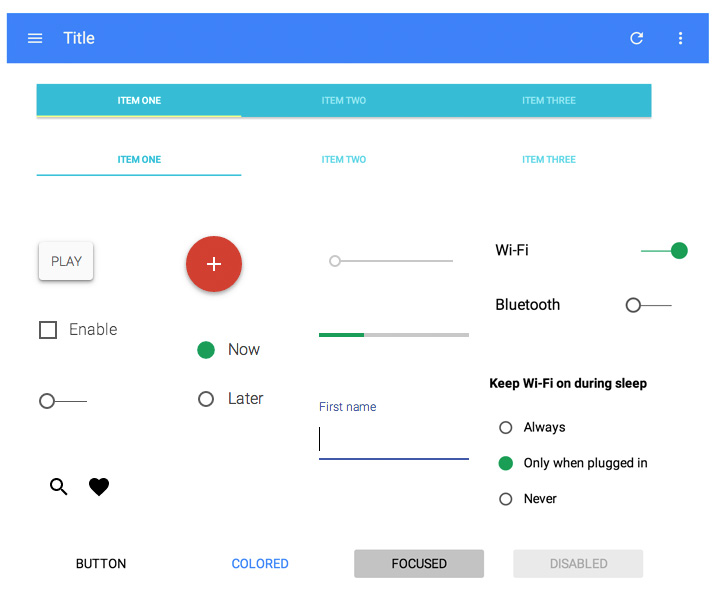 Title
ITEM ONE ITEM TWO ITEM THREE
ITEM ONE ITEM TWO ITEM THREE
Wi-Fi
PLAY
Bluetooth
Enable
Now
Keep Wi-Fi on during sleep
Later
First name
Always
Only when plugged in
Never
BUTTON COLORED FOCUSED DISABLED